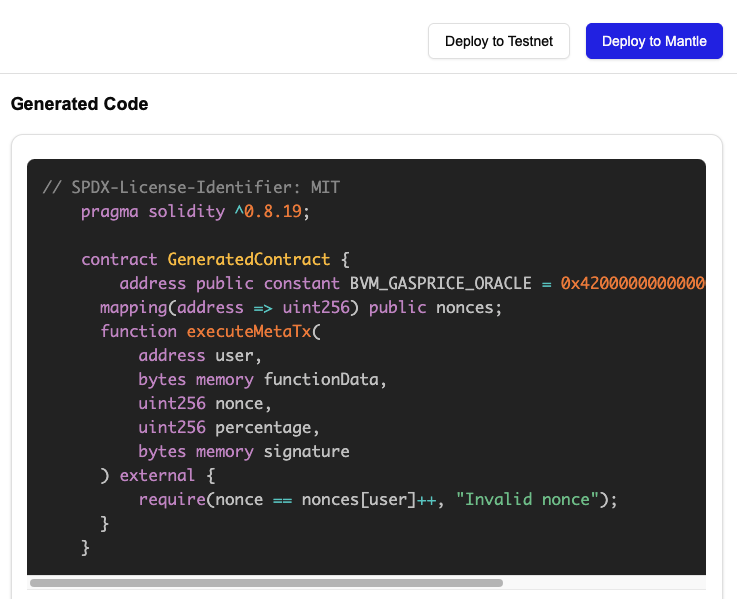 Deploy to Testnet
Deploy to Mantle
Generated Code
// SPDX-License-Identifier: MIT
pragma solidity ^0.8.19;
contract GeneratedContract {
address public constant BVM_GASPRICE_ORACLE = 0x4200000000000
mapping(address => uint256) public nonces;
function executeMetaTx(
address user,
bytes memory functionData,
uint256 nonce,
uint256 percentage,
bytes memory signature
) external {
require(nonce == nonces[user]++, "Invalid nonce");
}
}